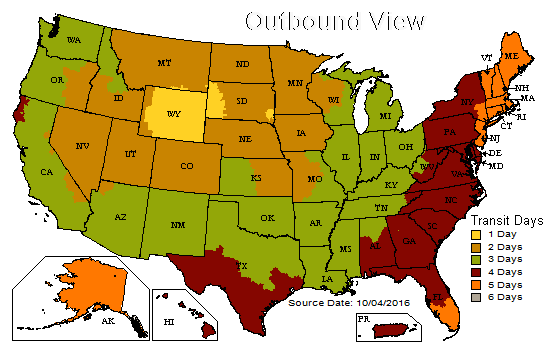 Outbound View
WA
MT
ND
MN
VT
ME
OR
ID
WY
SD
WI
MI
NY
NH
MA
RI
CT
NE
IA
PA
NJ
NV
UT
CO
IL
IN
OH
DE
MD
CA
KS
MO
WV
VA
KY
NC
AZ
NM
OK
AR
TN
SC
MS
AL
GA
TX
LA
FL
Transit Days
1 Day
2 Days
3 Days
4 Days
5 Days
6 Days
Source Date: 10/04/2016
AK
HI
PR